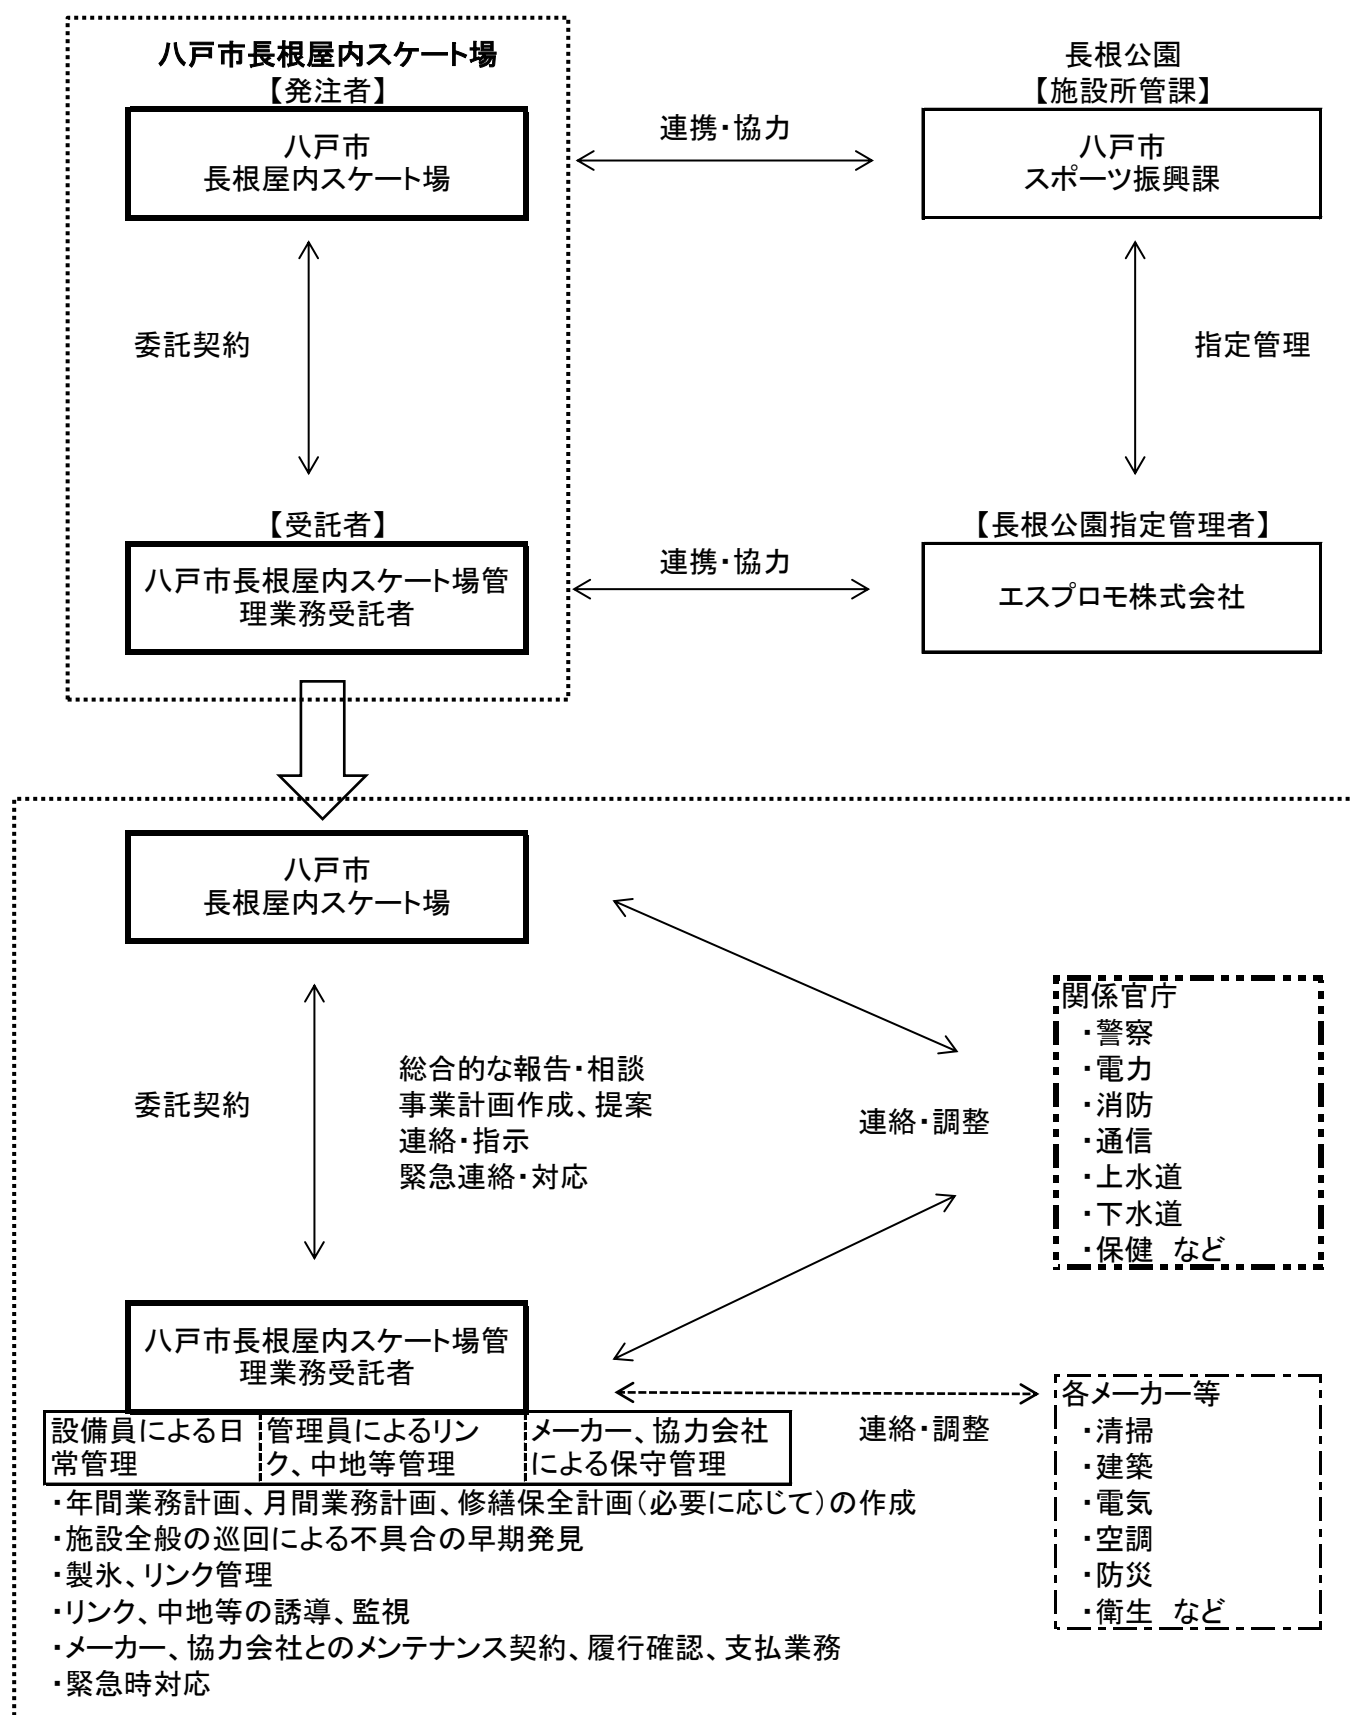 八戸市長根屋内スケート場
【発注者】
八戸市
長根屋内スケート場
連携・協力
長根公園
【施設所管課】
八戸市
スポーツ振興課
委託契約
指定管理
【受託者】
八戸市長根屋内スケート場管
理業務受託者
連携・協力
【長根公園指定管理者】
エスプロモ株式会社
八戸市
長根屋内スケート場
委託契約
総合的な報告・相談
事業計画作成、提案
連絡・指示
緊急連絡・対応
連絡・調整
関係官庁
・警察
・電力
・消防
・通信
・上水道
・下水道
・保健 など
八戸市長根屋内スケート場管
理業務受託者
連絡・調整
各メーカー等
・清掃
・建築
・電気
・空調
・防災
・衛生 など
設備員による日
常管理
管理員によるリン
ク、中地等管理
メーカー、協力会社
による保守管理
・年間業務計画、月間業務計画、修繕保全計画（必要に応じて）の作成
・施設全般の巡回による不具合の早期発見
・製氷、リンク管理
・リンク、中地等の誘導、監視
・メーカー、協力会社とのメンテナンス契約、履行確認、支払業務
・緊急時対応